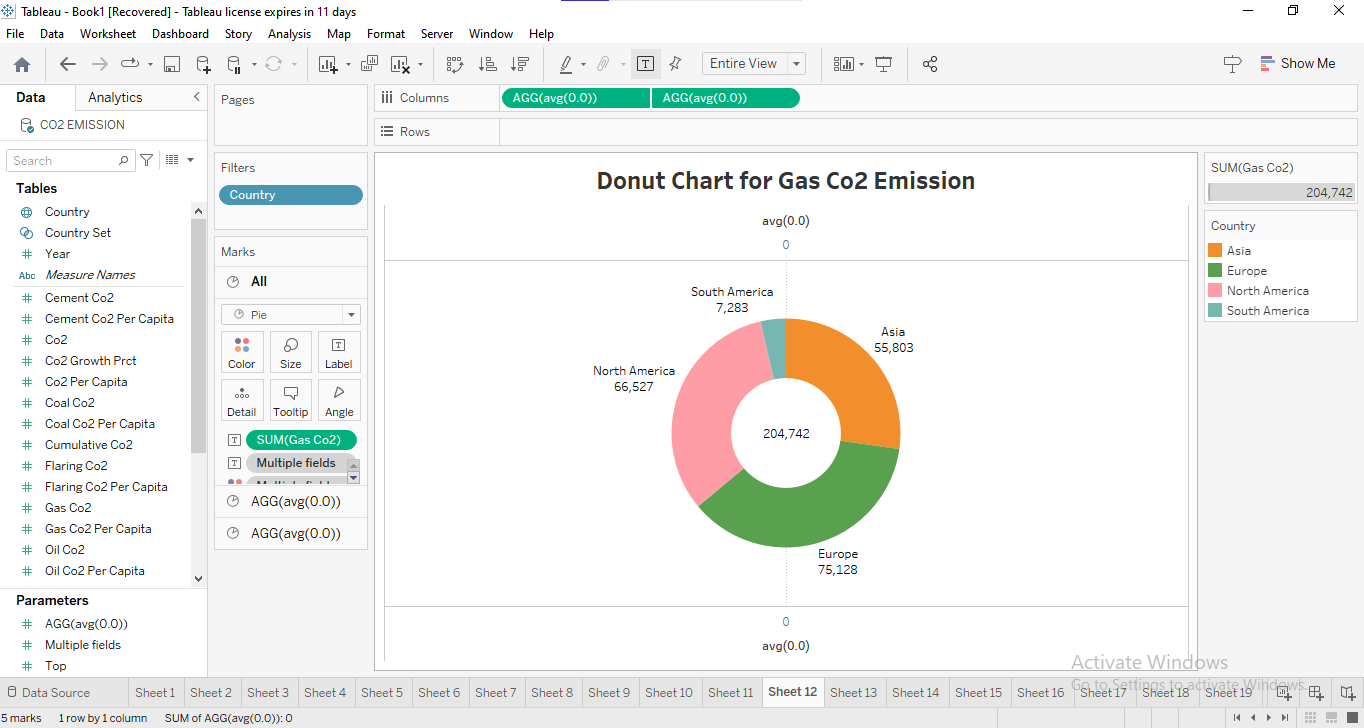 Tableau - Book1 [Recovered] - Tableau license expires in 11 days
File Data Worksheet Dashboard Story Analysis Map Format Server Window Help
Entire View
Show Me
Data Analytics
CO2 EMISSION
Search
Tables
Country
Country Set
Year
Abc Measure Names
Cement Co2
Cement Co2 Per Capita
Co2
Co2 Growth Prct
Co2 Per Capita
Coal Co2
Coal Co2 Per Capita
Cumulative Co2
Flaring Co2
Flaring Co2 Per Capita
Gas Co2
Gas Co2 Per Capita
Oil Co2
Oil Co2 Per Capita
Parameters
AGG(avg(0.0))
Multiple fields
Top
Pages
Filters
Country
Marks
All
Pie
Color Size Label
Detail Tooltip Angle
SUM(Gas Co2)
Multiple fields
AGG(avg(0.0))
AGG(avg(0.0))
Columns AGG(avg(0.0)) AGG(avg(0.0))
Rows
Donut Chart for Gas Co2 Emission
avg(0.0)
0
South America
7,283
Asia
55,803
North America
66,527
204,742
Europe
75,128
0
avg(0.0)
SUM(Gas Co2)
204,742
Country
Asia
Europe
North America
South America
Activate Windows
Go to Settings to activate Windows.
Data Source Sheet 1 Sheet 2 Sheet 3 Sheet 4 Sheet 5 Sheet 6 Sheet 7 Sheet 8 Sheet 9 Sheet 10 Sheet 11 Sheet 12 Sheet 13 Sheet 14 Sheet 15 Sheet 16 Sheet 17 Sheet 18 Sheet 19
5 marks 1 row by 1 column SUM of AGG(avg(0.0)): 0